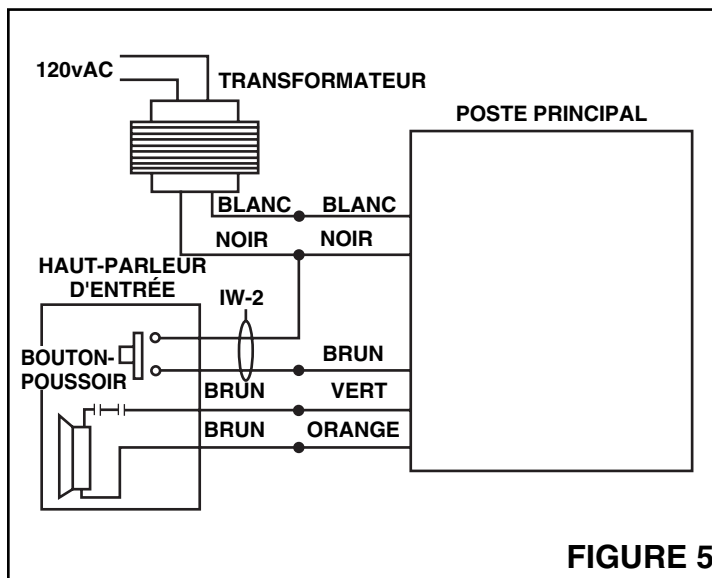 120vAC
TRANSFORMATEUR
POSTE PRINCIPAL
BLANC BLANC
NOIR NOIR
HAUT-PARLEUR
D'ENTRÉE
IW-2
BOUTON-
POUSSOIR
BRUN
BRUN VERT
BRUN ORANGE
FIGURE 5